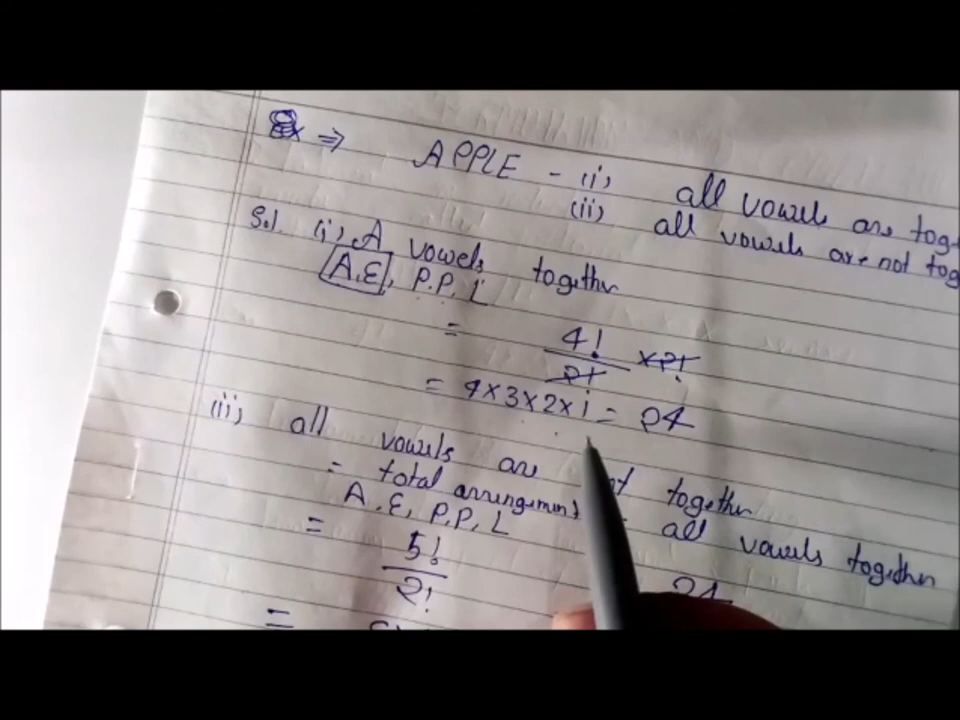 Ex ⇒ APPLE - (i) all vowels are tog
(ii) all vowels are not tog
Sol. (i) A vowels together
A.E, P.P. L
= 4!/2! × 2!
= 4×3×2×1 = 24
(ii) all vowels are together
= total arrangement all vowels together
A, E, P,P, L
= 5!/2! 24
=